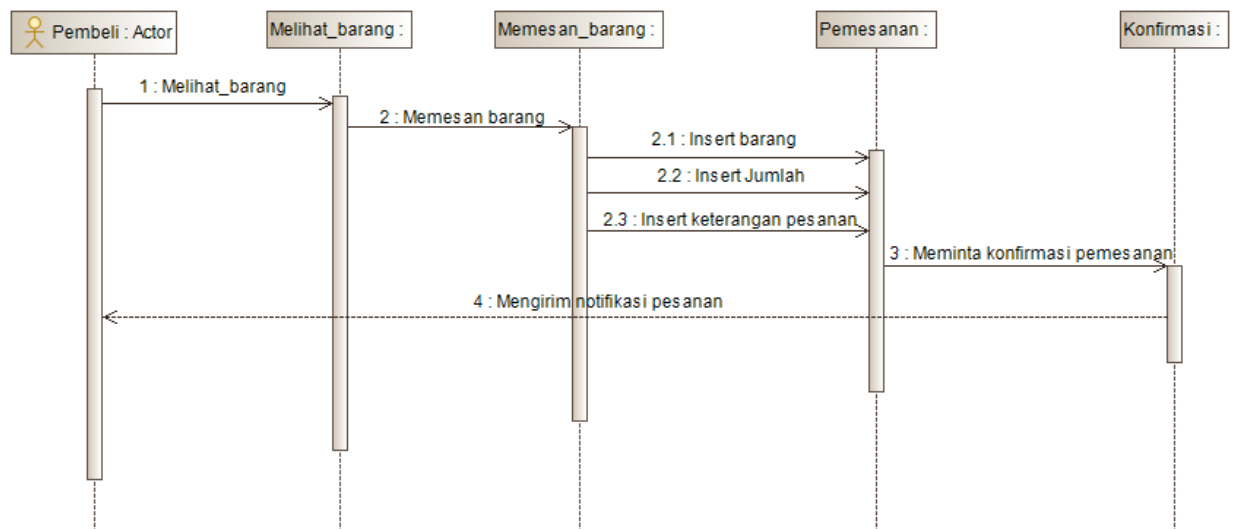 Pembeli : Actor
Melihat_barang :
Memesan_barang :
Pemesanan :
Konfirmasi :
1 : Melihat_barang
2 : Memesan barang
2.1 : Insert barang
2.2 : Insert Jumlah
2.3 : Insert keterangan pesanan
3 : Meminta konfirmasi pemesanan
4 : Mengirim notifikasi pesanan